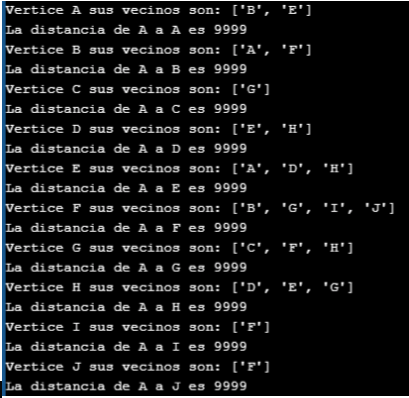 Vertice A sus vecinos son: ['B', 'E']
La distancia de A a A es 9999
Vertice B sus vecinos son: ['A', 'F']
La distancia de A a B es 9999
Vertice C sus vecinos son: ['G']
La distancia de A a C es 9999
Vertice D sus vecinos son: ['E', 'H']
La distancia de A a D es 9999
Vertice E sus vecinos son: ['A', 'D', 'H']
La distancia de A a E es 9999
Vertice F sus vecinos son: ['B', 'G', 'I', 'J']
La distancia de A a F es 9999
Vertice G sus vecinos son: ['C', 'F', 'H']
La distancia de A a G es 9999
Vertice H sus vecinos son: ['D', 'E', 'G']
La distancia de A a H es 9999
Vertice I sus vecinos son: ['F']
La distancia de A a I es 9999
Vertice J sus vecinos son: ['F']
La distancia de A a J es 9999